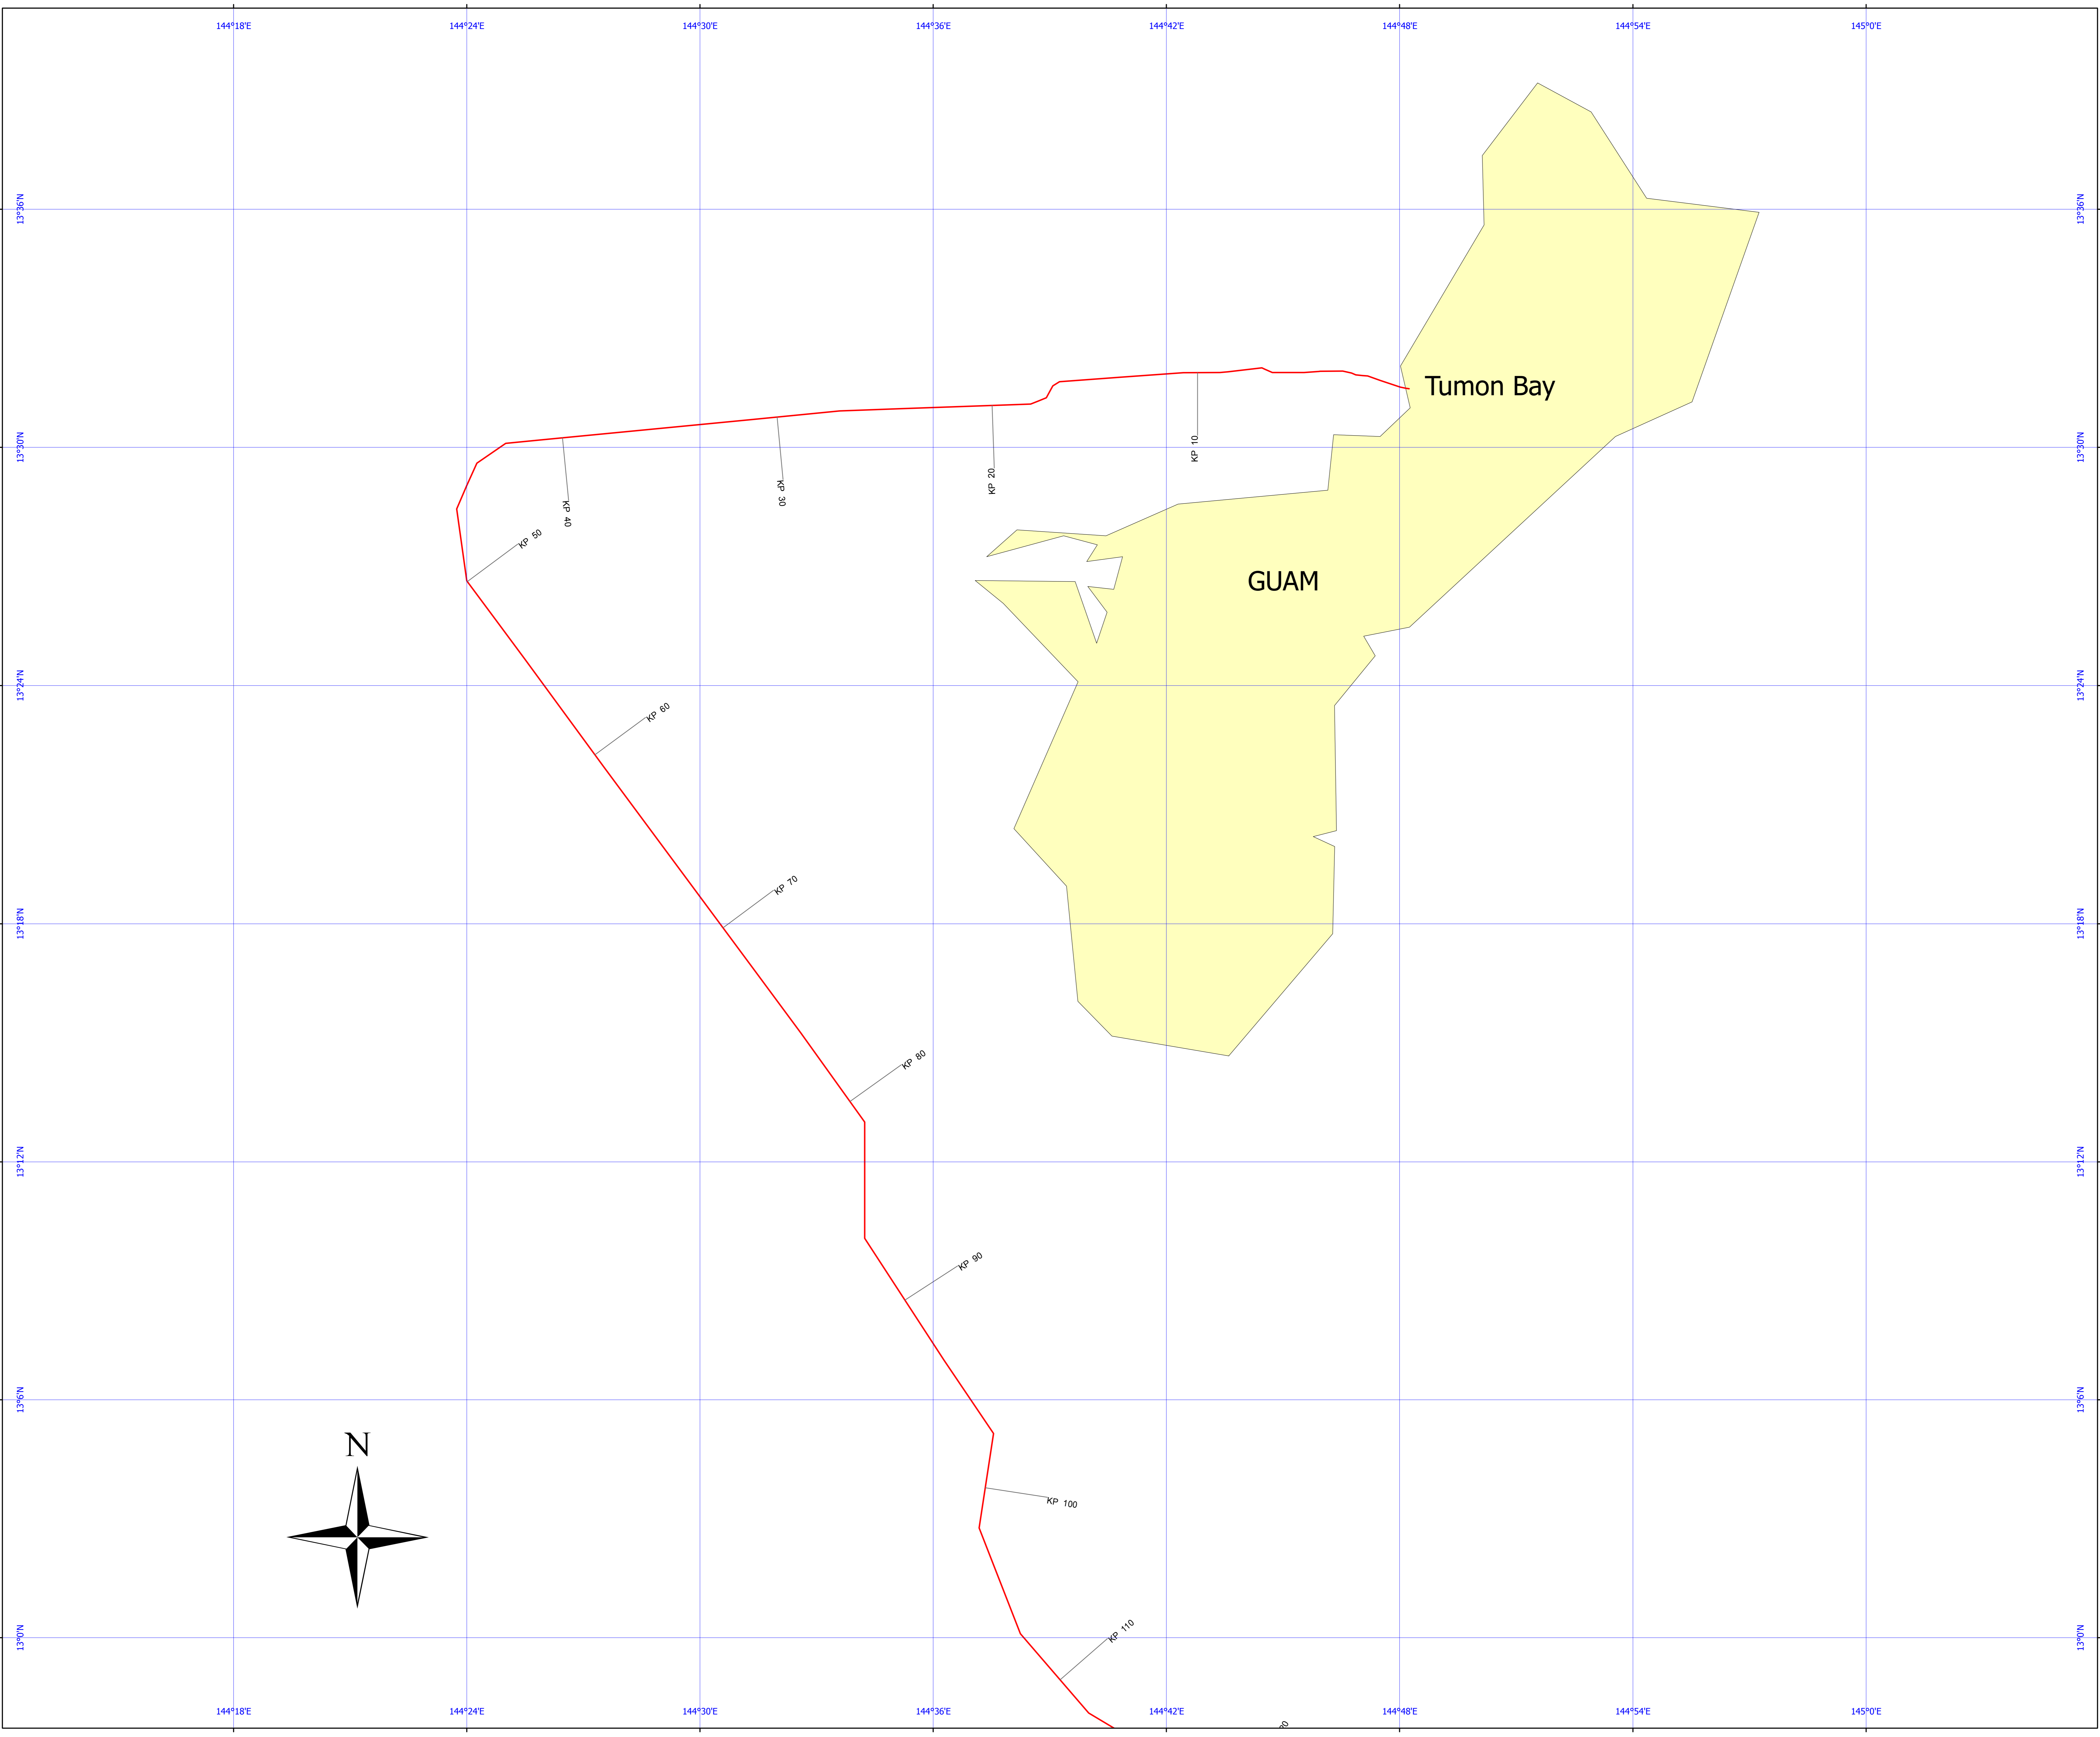 144°18'E 144°24'E 144°30'E 144°36'E 144°42'E 144°48'E 144°54'E 145°0'E
13°36'N 13°36'N
Tumon Bay
13°30'N KP 10 13°30'N
KP 20
KP 30
KP 40
KP 50
GUAM
13°24'N 13°24'N
KP 60
KP 70
13°18'N 13°18'N
KP 80
13°12'N 13°12'N
KP 90
13°6'N 13°6'N
N
KP 100
13°0'N KP 110 13°0'N
144°18'E 144°24'E 144°30'E 144°36'E 144°42'E 144°48'E 144°54'E 145°0'E